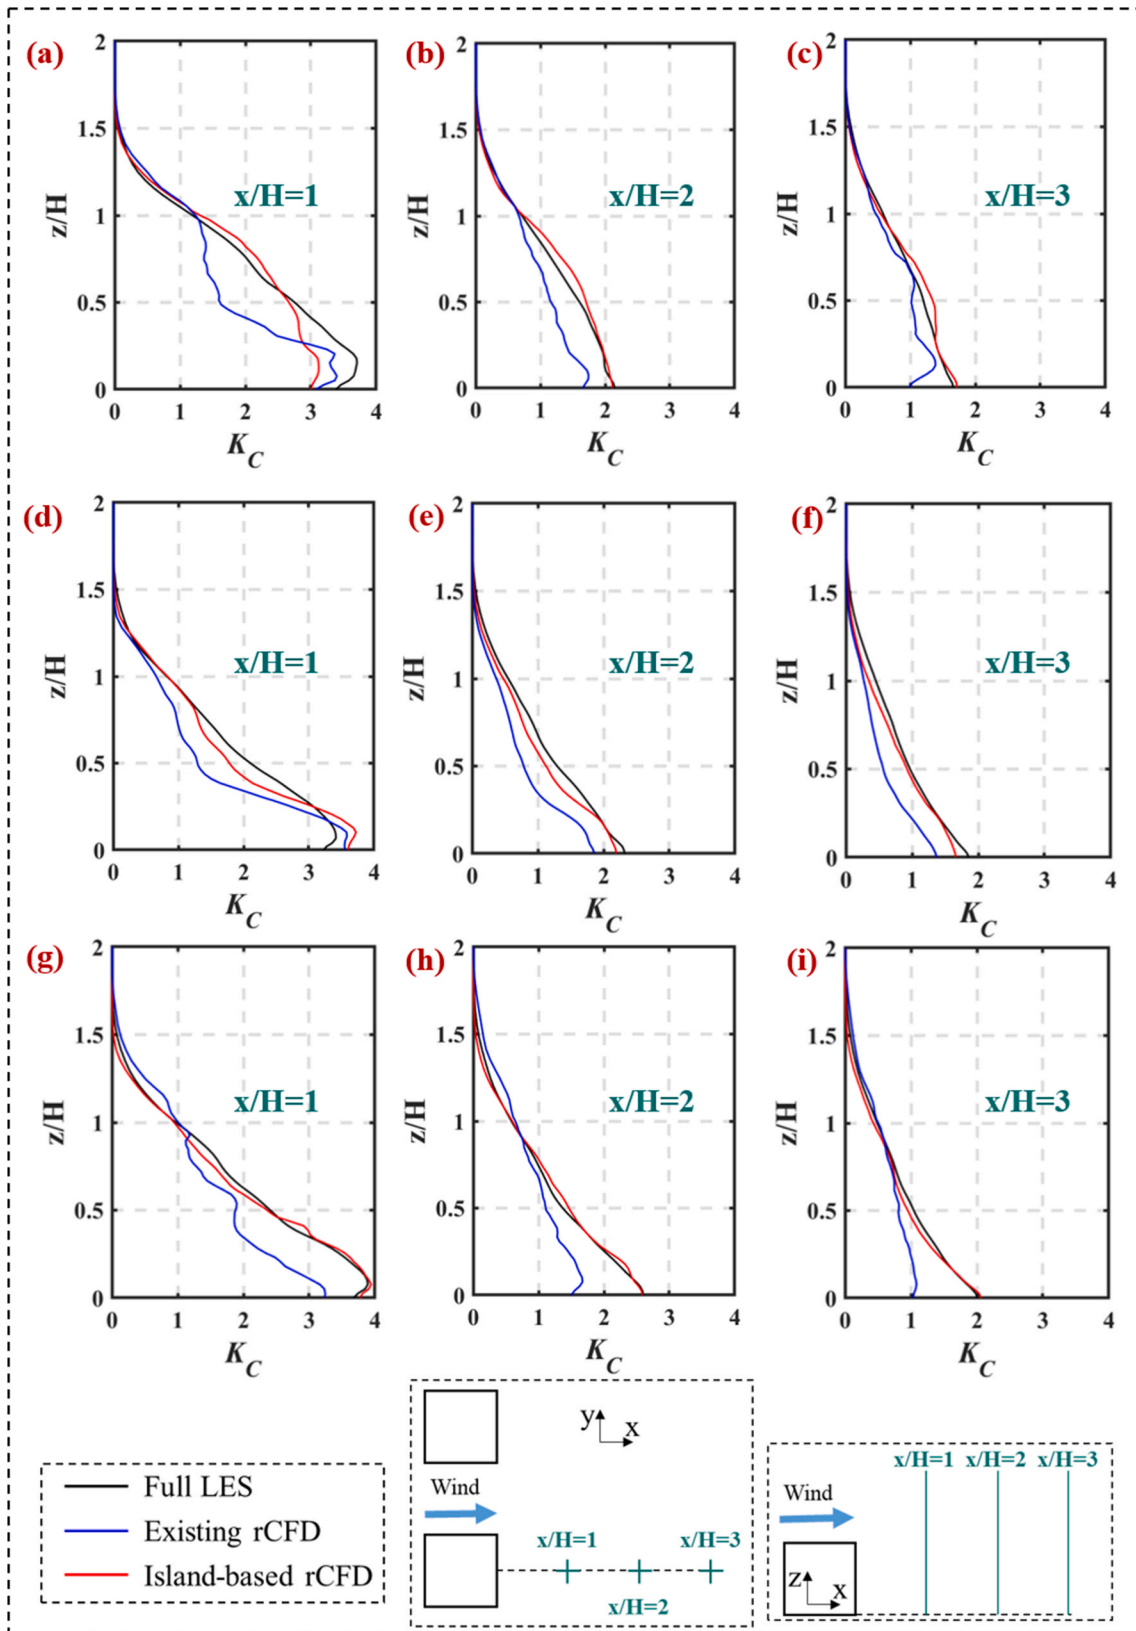 (a)
2
1.5
1
0.5
0
z/H
x/H=1
0 1 2 3 4
K_C
(b)
2
1.5
1
0.5
0
z/H
x/H=2
0 1 2 3 4
K_C
(c)
2
1.5
1
0.5
0
z/H
x/H=3
0 1 2 3 4
K_C
(d)
2
1.5
1
0.5
0
z/H
x/H=1
0 1 2 3 4
K_C
(e)
2
1.5
1
0.5
0
z/H
x/H=2
0 1 2 3 4
K_C
(f)
2
1.5
1
0.5
0
z/H
x/H=3
0 1 2 3 4
K_C
(g)
2
1.5
1
0.5
0
z/H
x/H=1
0 1 2 3 4
K_C
(h)
2
1.5
1
0.5
0
z/H
x/H=2
0 1 2 3 4
K_C
(i)
2
1.5
1
0.5
0
z/H
x/H=3
0 1 2 3 4
K_C
Full LES
Existing rCFD
Island-based rCFD
y
x
Wind
x/H=1
x/H=3
x/H=2
x/H=1 x/H=2 x/H=3
Wind
z
x